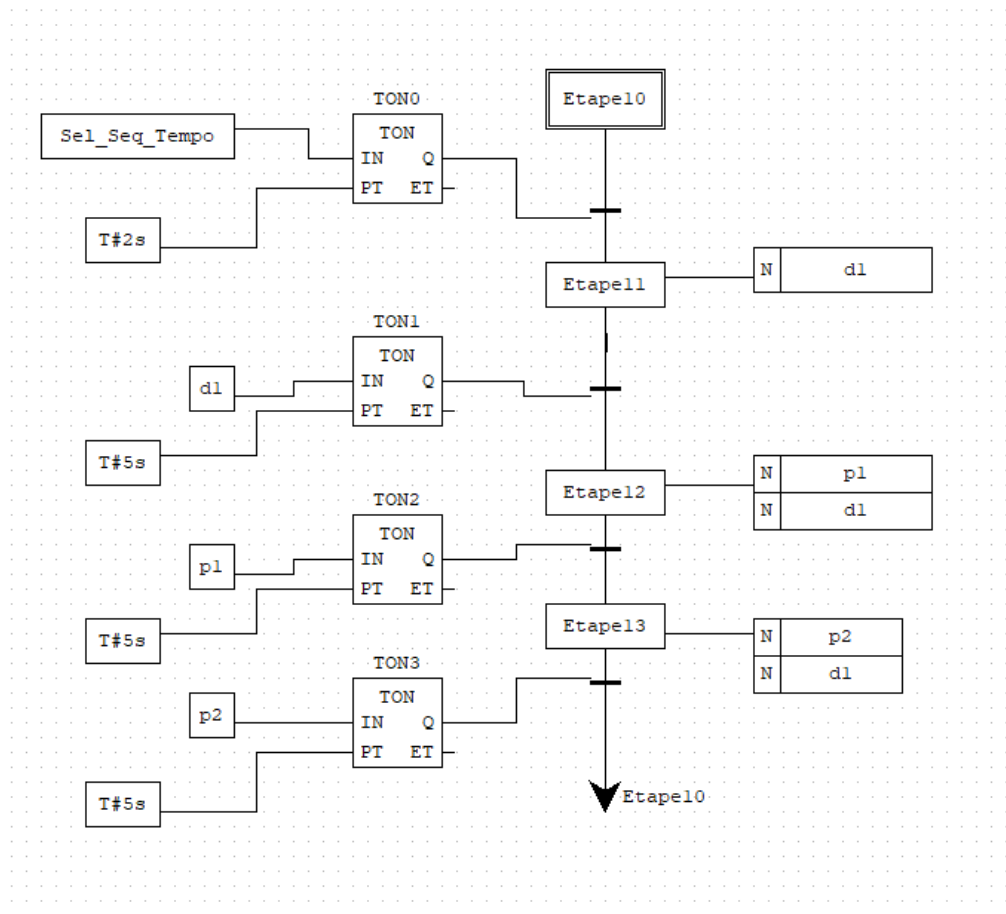 TON0
Etape10
Sel_Seq_Tempo
TON
IN Q
PT ET
T#2s
Etape11
N d1
TON1
TON
d1
IN Q
PT ET
T#5s
Etape12
N p1
N d1
TON2
TON
p1
IN Q
PT ET
T#5s
Etape13
N p2
N d1
TON3
TON
p2
IN Q
PT ET
T#5s
Etape10